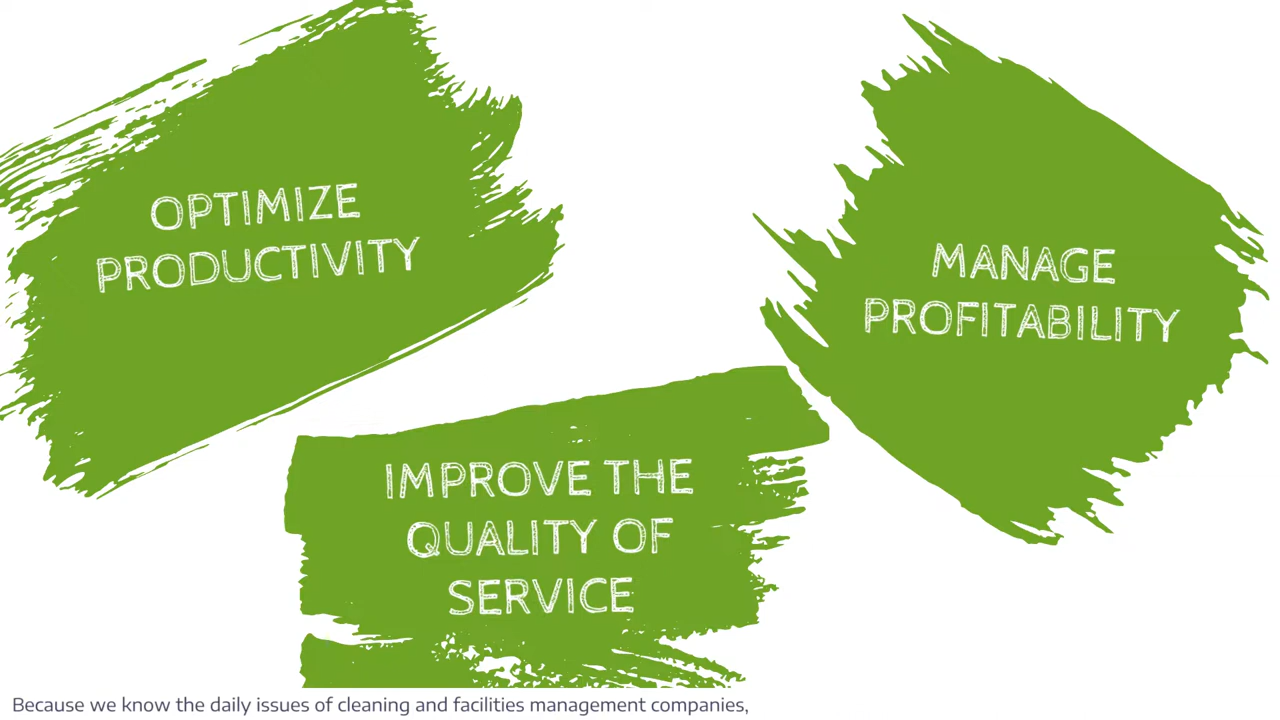 OPTIMIZE
PRODUCTIVITY
MANAGE
PROFITABILITY
IMPROVE THE
QUALITY OF
SERVICE
Because we know the daily issues of cleaning and facilities management companies,